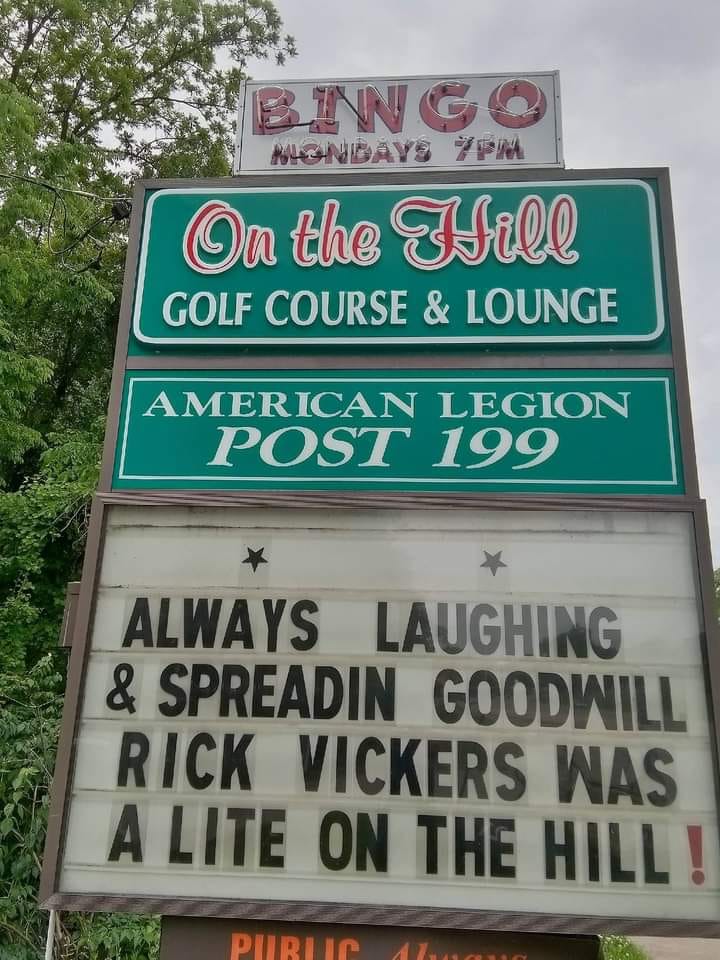 BINGO
MONDAYS 7PM
On the Hill
GOLF COURSE & LOUNGE
AMERICAN LEGION
POST 199
ALWAYS LAUGHING
& SPREADIN GOODWILL
RICK VICKERS WAS
A LITE ON THE HILL!
PUBLIC Always